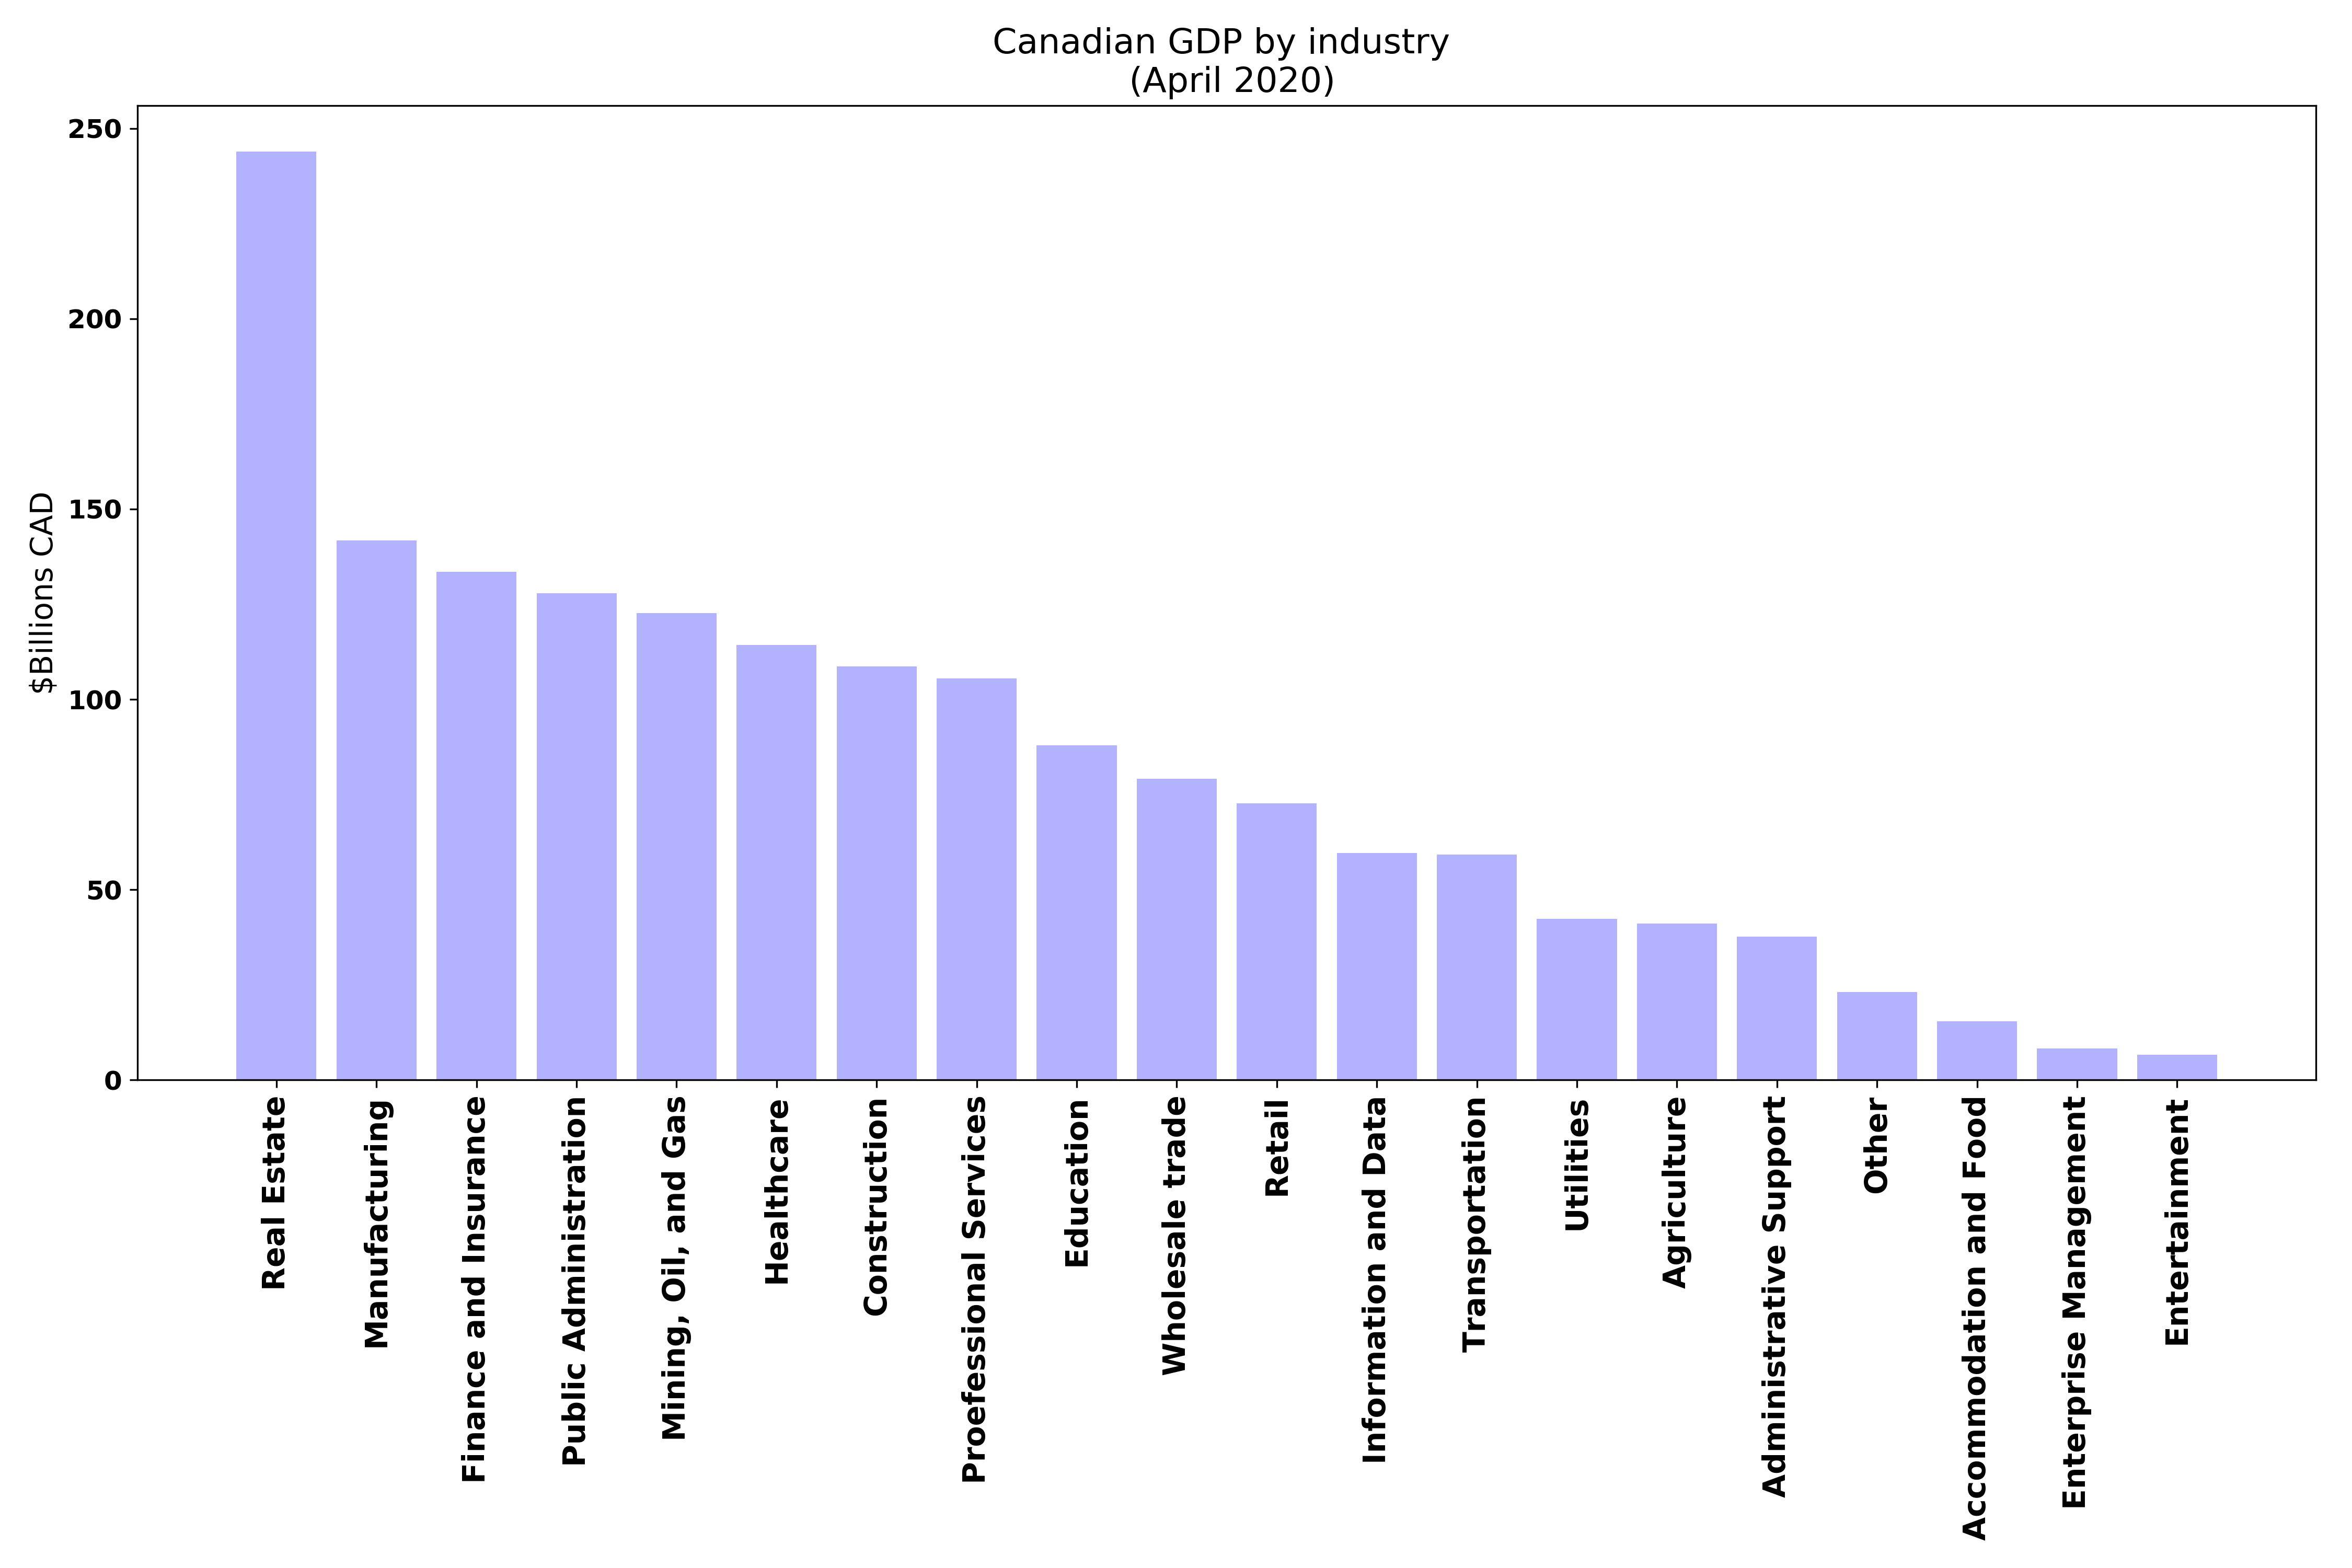 Canadian GDP by industry
(April 2020)
$Billions CAD
250
200
150
100
50
0
Real Estate
Manufacturing
Finance and Insurance
Public Administration
Mining, Oil, and Gas
Healthcare
Construction
Proefessional Services
Education
Wholesale trade
Retail
Information and Data
Transportation
Utilities
Agriculture
Administrative Support
Other
Accommodation and Food
Enterprise Management
Entertainment